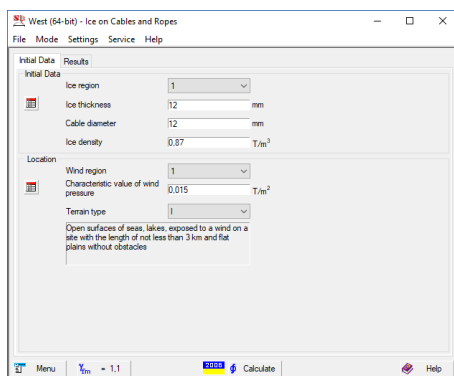 West (64-bit) - Ice on Cables and Ropes
File Mode Settings Service Help
Initial Data Results
Initial Data
Ice region 1
Ice thickness 12 mm
Cable diameter 12 mm
Ice density 0.87 T/m³
Location
Wind region 1
Characteristic value of wind
pressure 0,015 T/m²
Terrain type I
Open surfaces of seas, lakes, exposed to a wind on a
site with the length of not less than 3 km and flat
plains without obstacles
Menu γfm = 1,1 2006 Calculate Help